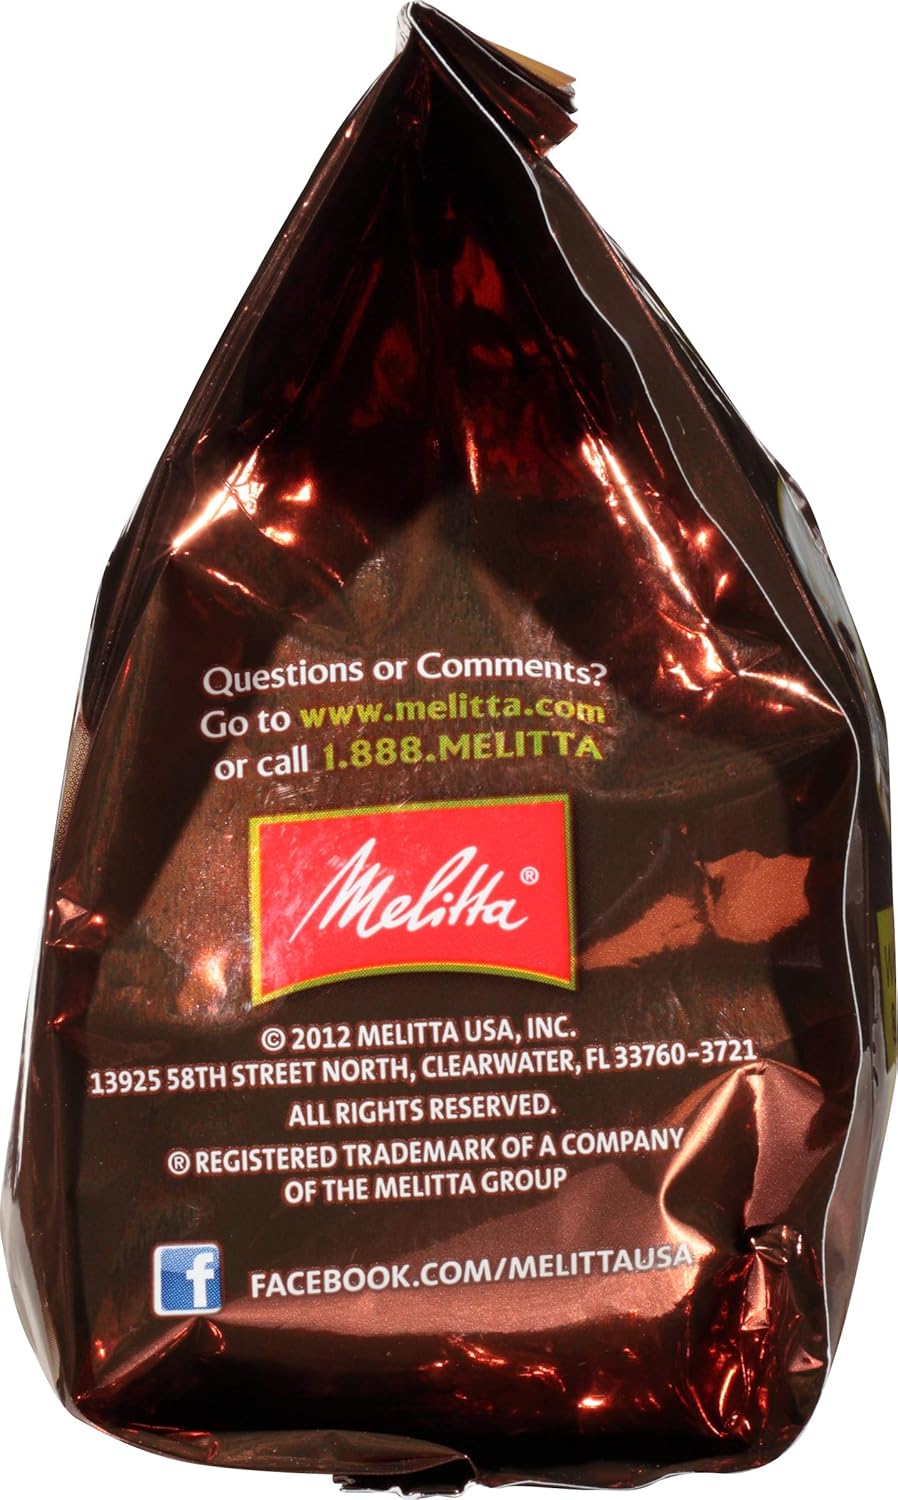 Questions or Comments?
Go to www.melitta.com
or call 1.888.MELITTA
Melitta®
© 2012 MELITTA USA, INC.
13925 58TH STREET NORTH, CLEARWATER, FL 33760-3721
ALL RIGHTS RESERVED.
® REGISTERED TRADEMARK OF A COMPANY
OF THE MELITTA GROUP
f FACEBOOK.COM/MELITTAUSA